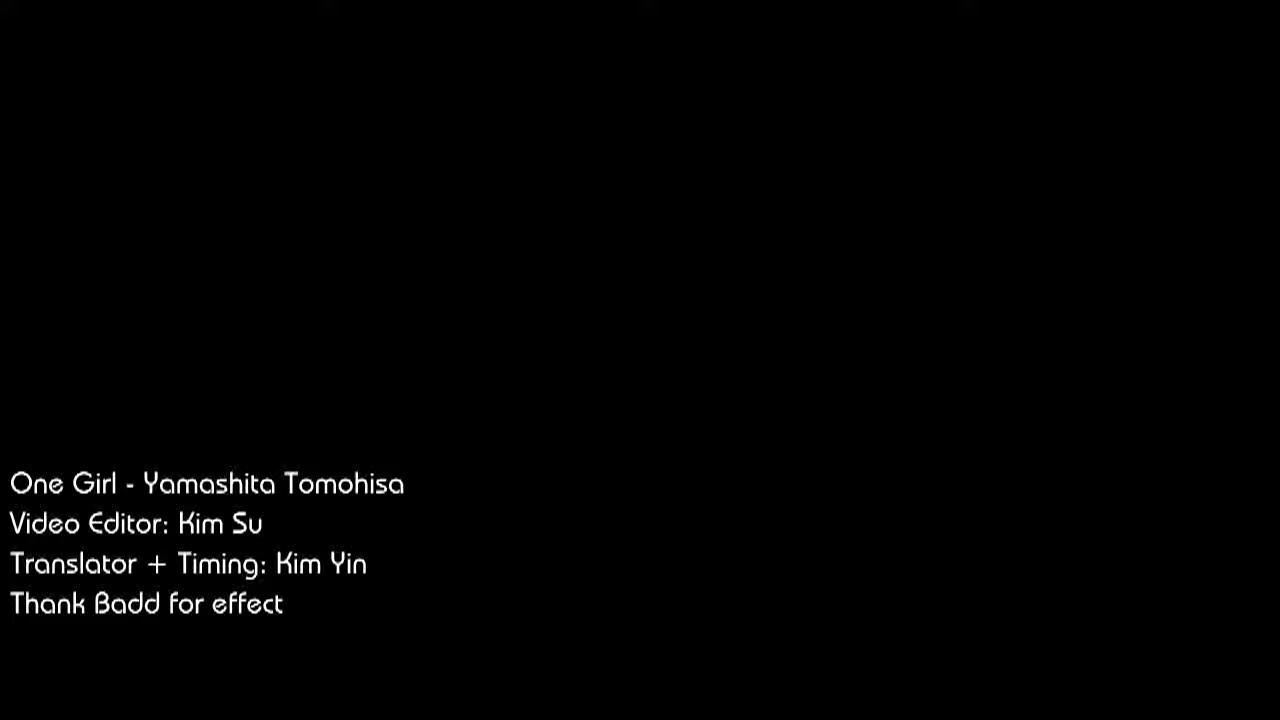 One Girl - Yamashita Tomohisa
Video Editor: Kim Su
Translator + Timing: Kim Yin
Thank Badd for effect